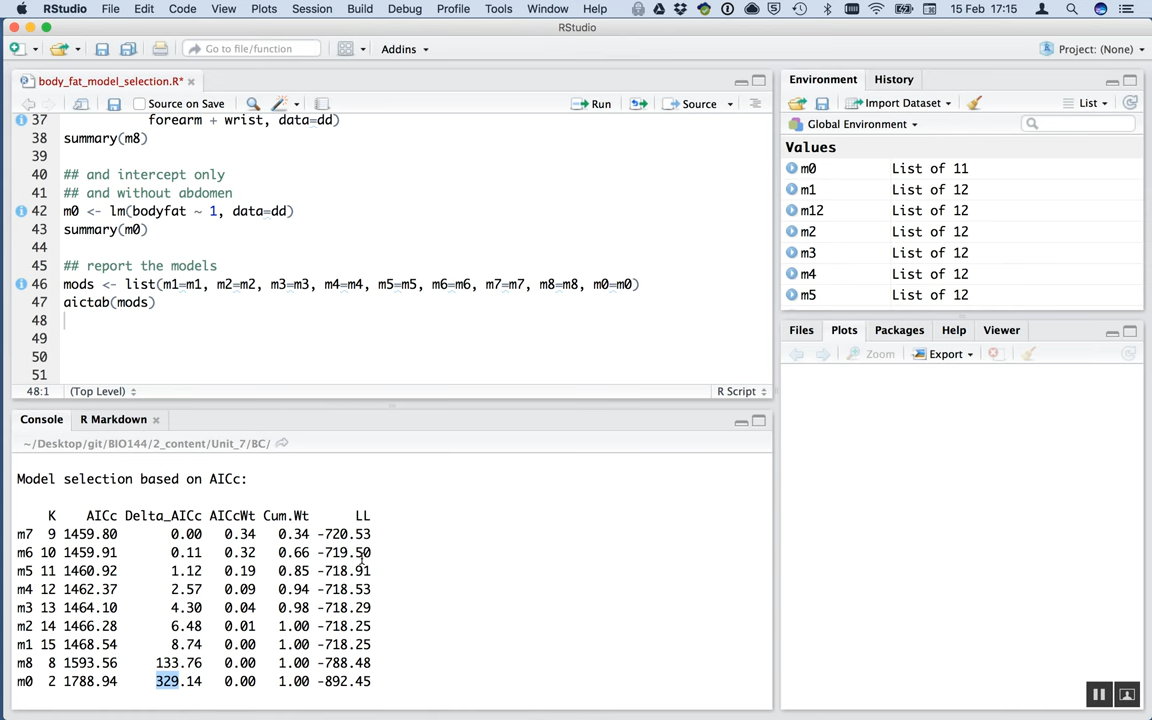 RStudio File Edit Code View Plots Session Build Debug Profile Tools Window Help 15 Feb 17:15
RStudio
Go to file/function Addins Project: (None)
body_fat_model_selection.R*
Source on Save Run Source
37 forearm + wrist, data=dd)
38 summary(m8)
39
40 ## and intercept only
41 ## and without abdomen
42 m0 <- lm(bodyfat ~ 1, data=dd)
43 summary(m0)
44
45 ## report the models
46 mods <- list(m1=m1, m2=m2, m3=m3, m4=m4, m5=m5, m6=m6, m7=m7, m8=m8, m0=m0)
47 aictab(mods)
48
49
50
51
48:1 (Top Level) R Script
Console R Markdown
~/Desktop/git/BIO144/2_content/Unit_7/BC/
Model selection based on AICc:
K AICc Delta_AICc AICcWt Cum.Wt LL
m7 9 1459.80 0.00 0.34 0.34 -720.53
m6 10 1459.91 0.11 0.32 0.66 -719.50
m5 11 1460.92 1.12 0.19 0.85 -718.91
m4 12 1462.37 2.57 0.09 0.94 -718.53
m3 13 1464.10 4.30 0.04 0.98 -718.29
m2 14 1466.28 6.48 0.01 1.00 -718.25
m1 15 1468.54 8.74 0.00 1.00 -718.25
m8 8 1593.56 133.76 0.00 1.00 -788.48
m0 2 1788.94 329.14 0.00 1.00 -892.45
Environment History
Import Dataset List
Global Environment
Values
m0 List of 11
m1 List of 12
m12 List of 12
m2 List of 12
m3 List of 12
m4 List of 12
m5 List of 12
Files Plots Packages Help Viewer
Zoom Export